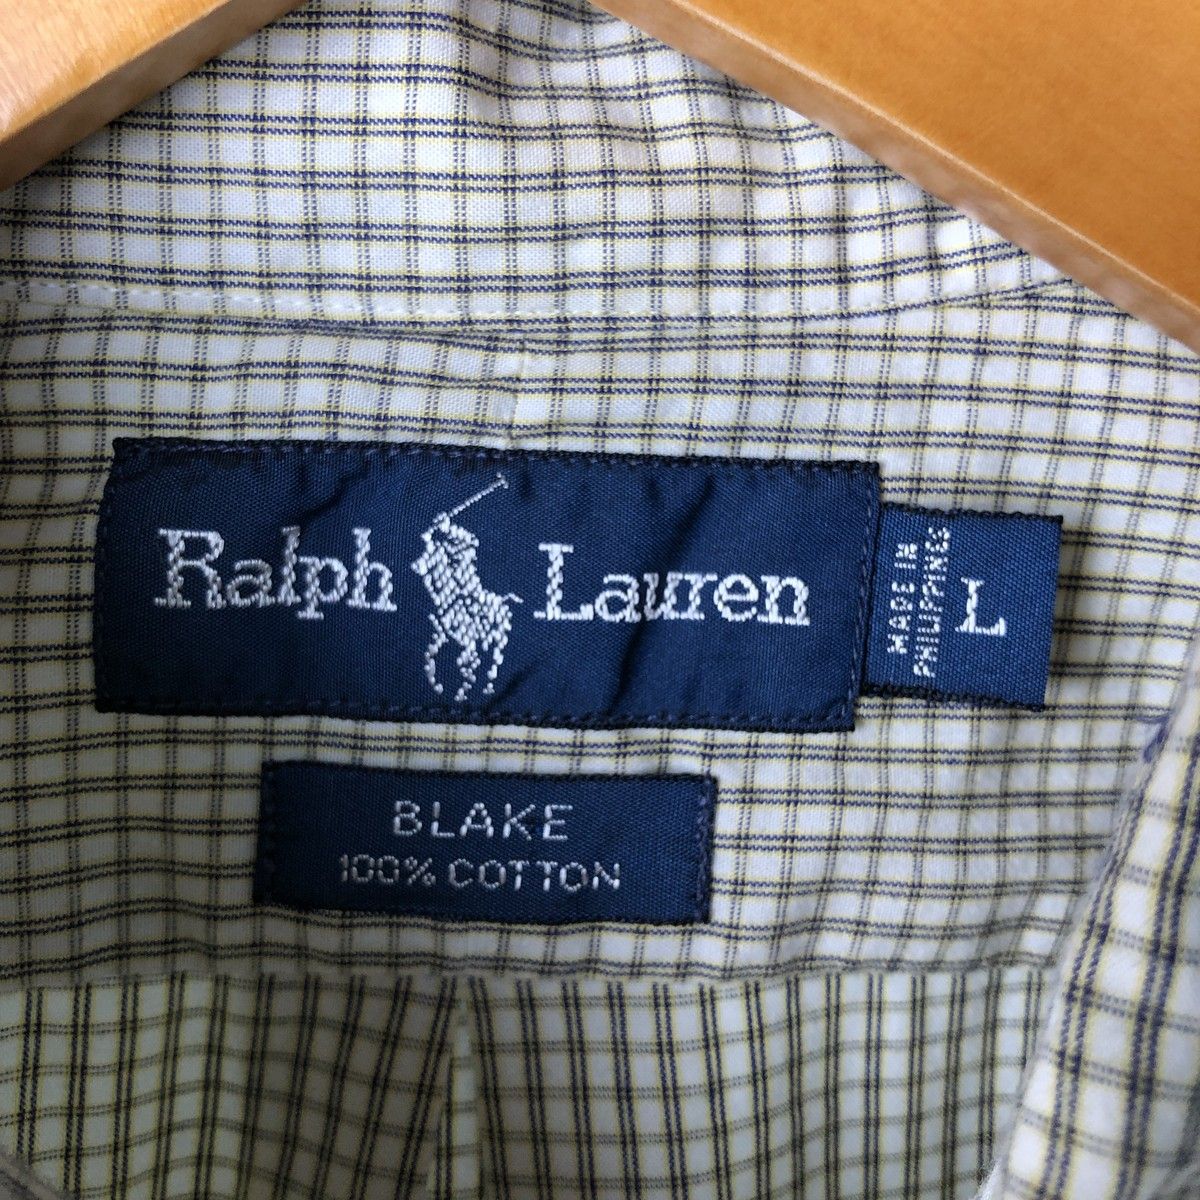 Ralph Lauren
MADE IN
PHILIPPINES
L
BLAKE
100% COTTON